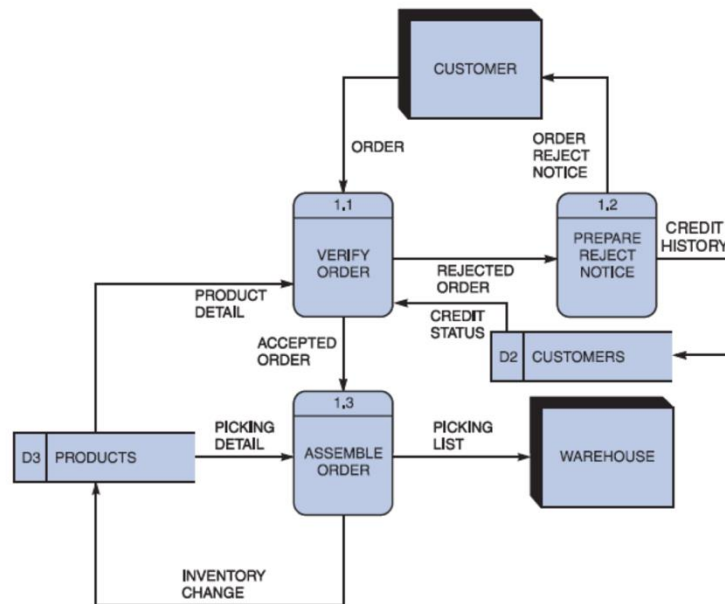 CUSTOMER
ORDER
ORDER
REJECT
NOTICE
1.1
VERIFY
ORDER
1.2
PREPARE
REJECT
NOTICE
CREDIT
HISTORY
REJECTED
ORDER
PRODUCT
DETAIL
CREDIT
STATUS
ACCEPTED
ORDER
D2
CUSTOMERS
1.3
ASSEMBLE
ORDER
PICKING
DETAIL
PICKING
LIST
D3
PRODUCTS
WAREHOUSE
INVENTORY
CHANGE